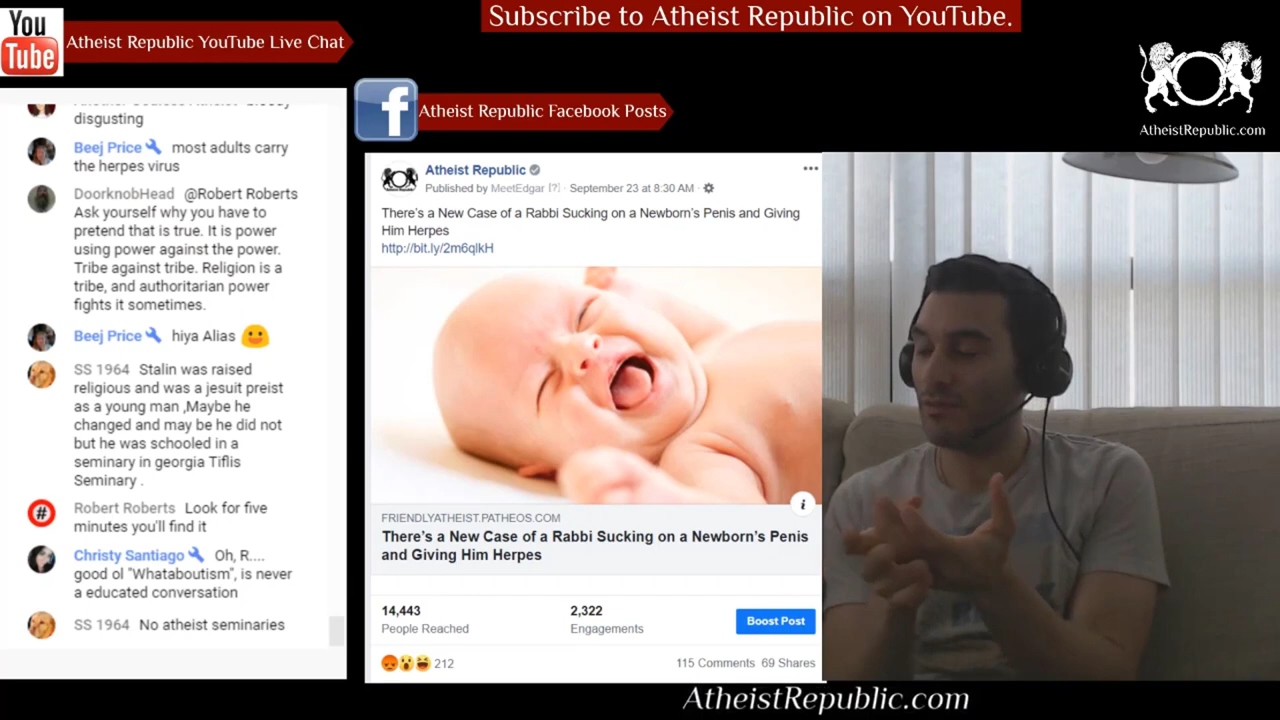 You
Tube
Atheist Republic YouTube Live Chat
Subscribe to Atheist Republic on YouTube.
AtheistRepublic.com
f
Atheist Republic Facebook Posts
disgusting
Beej Price most adults carry
the herpes virus
DoorknobHead @Robert Roberts
Ask yourself why you have to
pretend that is true. It is power
using power against the power.
Tribe against tribe. Religion is a
tribe, and authoritarian power
fights it sometimes.
Beej Price hiya Alias
SS 1964 Stalin was raised
religious and was a jesuit preist
as a young man ,Maybe he
changed and may be he did not
but he was schooled in a
seminary in georgia Tiflis
Seminary .
# Robert Roberts Look for five
minutes you'll find it
Christy Santiago Oh, R....
good ol "Whataboutism", is never
a educated conversation
SS 1964 No atheist seminaries
Atheist Republic
Published by MeetEdgar [?] · September 23 at 8:30 AM ·
There's a New Case of a Rabbi Sucking on a Newborn's Penis and Giving
Him Herpes
http://bit.ly/2m6qlkH
i
FRIENDLYATHEIST.PATHEOS.COM
There's a New Case of a Rabbi Sucking on a Newborn's Penis
and Giving Him Herpes
14,443 2,322
People Reached Engagements
Boost Post
212 115 Comments 69 Shares
AtheistRepublic.com